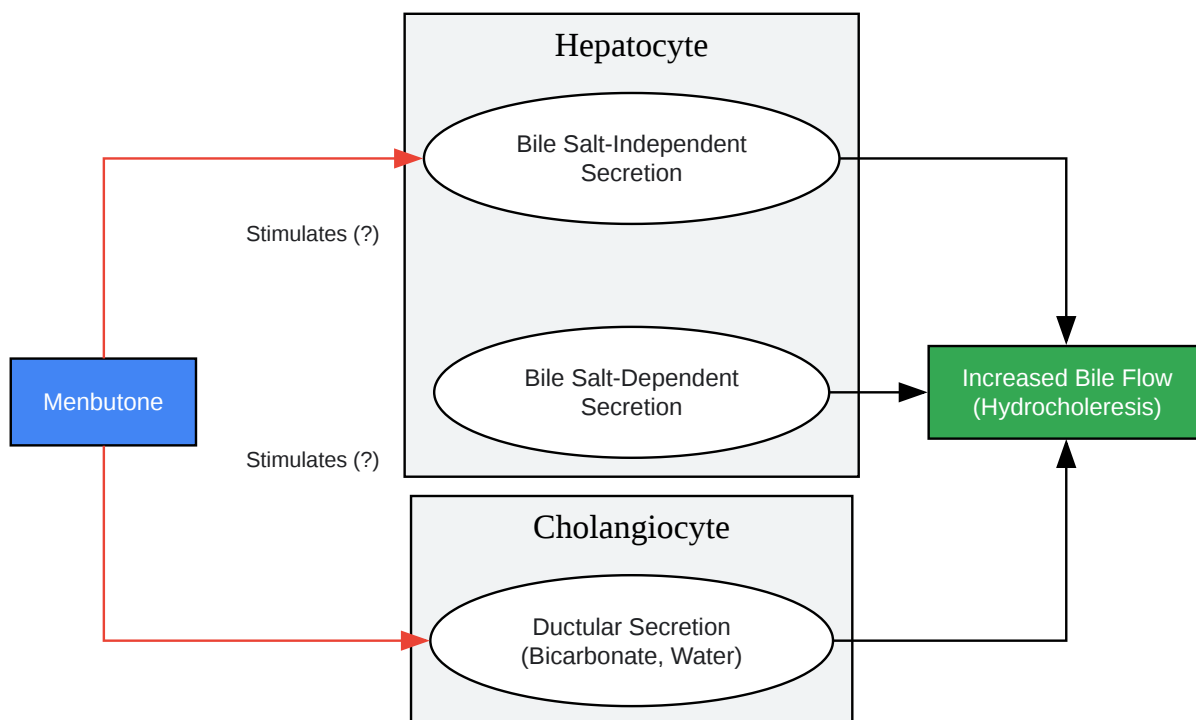 Hepatocyte
Bile Salt-Independent
Secretion
Stimulates (?)
Bile Salt-Dependent
Secretion
Menbutone
Increased Bile Flow
(Hydrocholeresis)
Stimulates (?)
Cholangiocyte
Ductular Secretion
(Bicarbonate, Water)